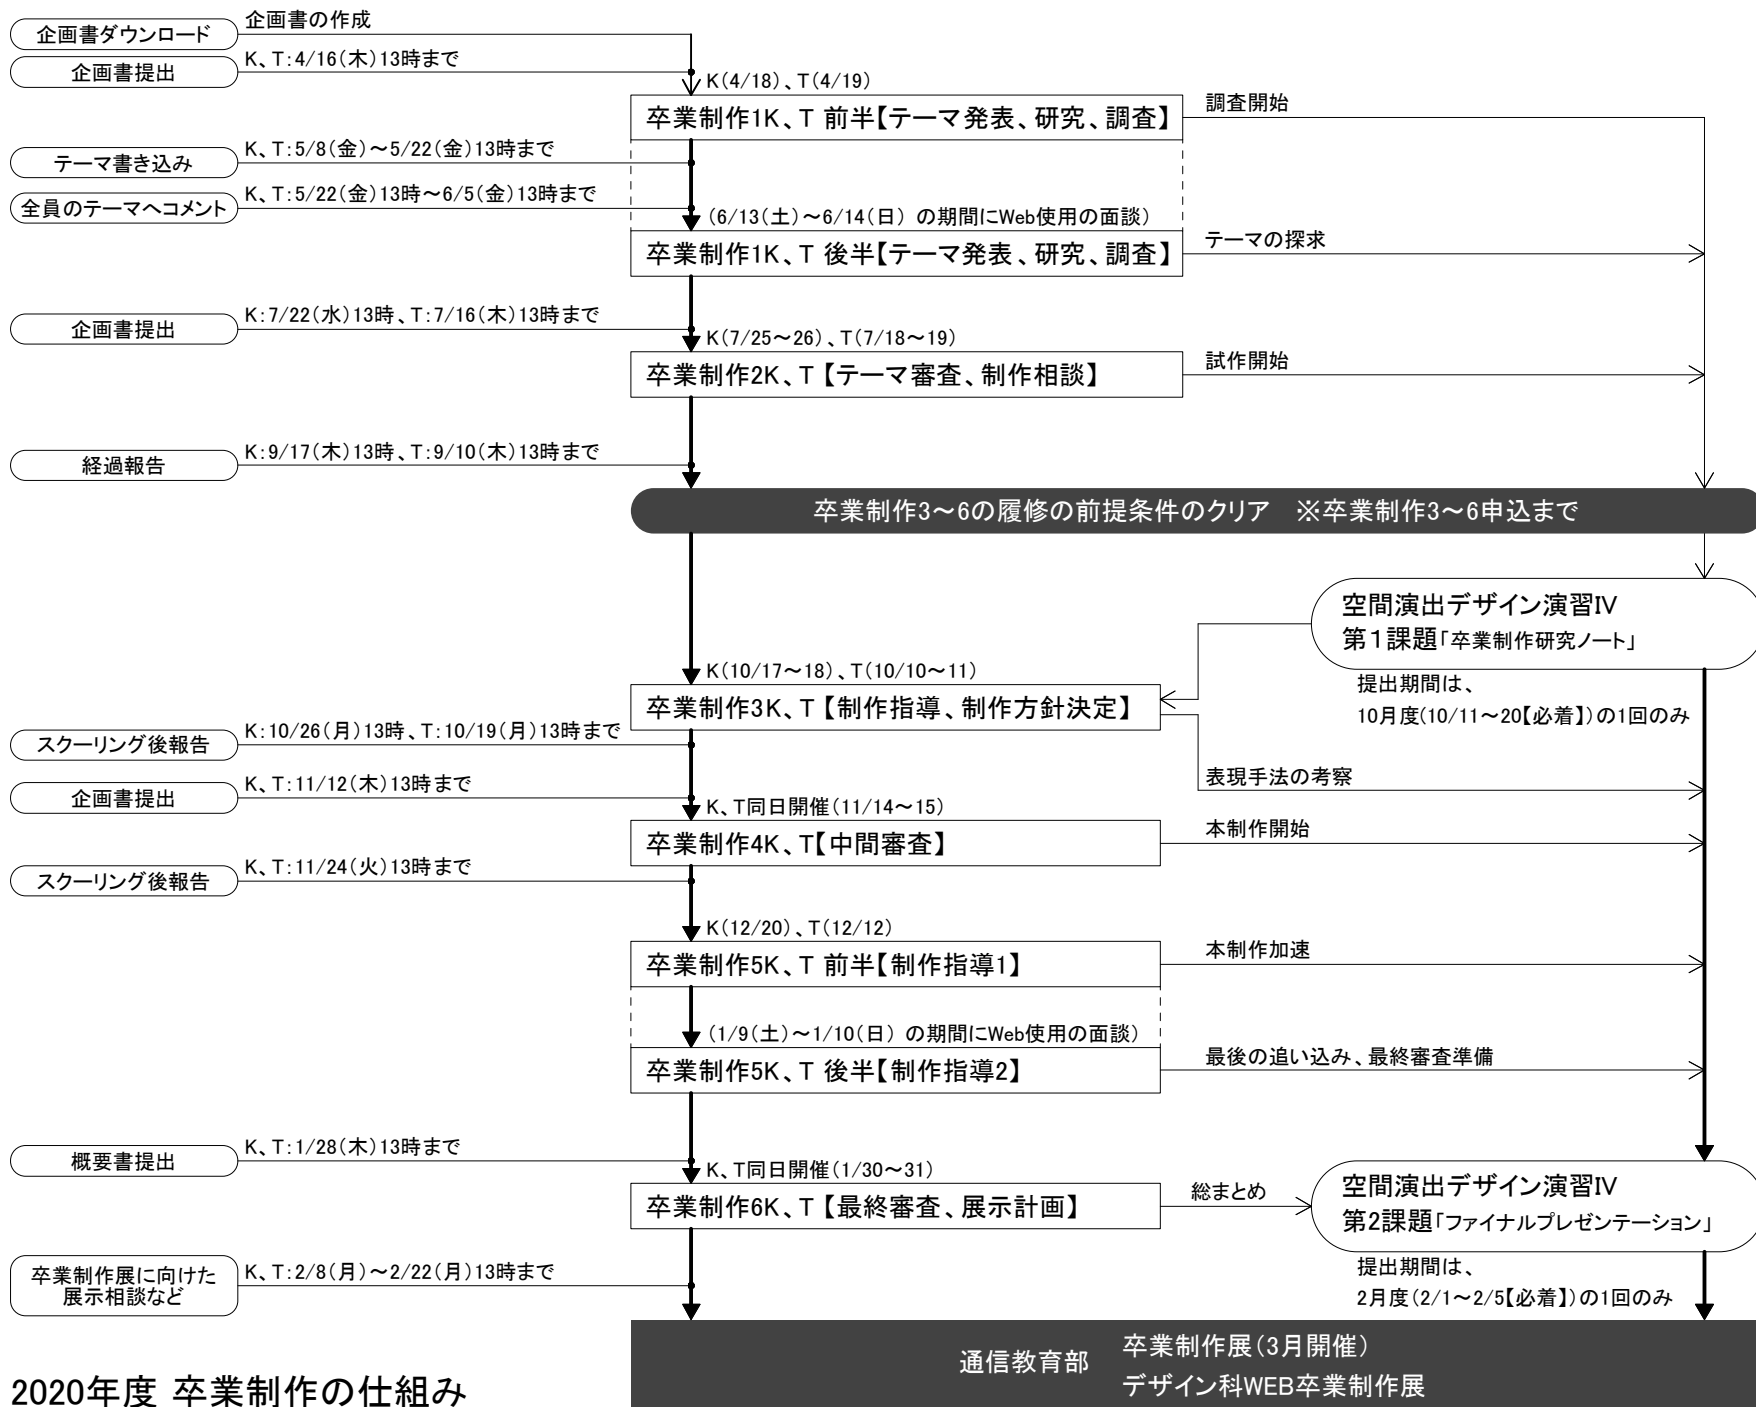 企画書ダウンロード
企画書の作成
企画書提出
K、T:4/16(木)13時まで
K(4/18)、T(4/19)
卒業制作1K、T 前半【テーマ発表、研究、調査】
調査開始
テーマ書き込み
K、T:5/8(金)～5/22(金)13時まで
全員のテーマへコメント
K、T:5/22(金)13時～6/5(金)13時まで
(6/13(土)～6/14(日) の期間にWeb使用の面談)
卒業制作1K、T 後半【テーマ発表、研究、調査】
テーマの探求
企画書提出
K:7/22(水)13時、T:7/16(木)13時まで
K(7/25～26)、T(7/18～19)
卒業制作2K、T【テーマ審査、制作相談】
試作開始
経過報告
K:9/17(木)13時、T:9/10(木)13時まで
卒業制作3～6の履修の前提条件のクリア　※卒業制作3～6申込まで
空間演出デザイン演習Ⅳ
第1課題「卒業制作研究ノート」
提出期間は、
10月度(10/11～20【必着】)の1回のみ
K(10/17～18)、T(10/10～11)
卒業制作3K、T【制作指導、制作方針決定】
スクーリング後報告
K:10/26(月)13時、T:10/19(月)13時まで
表現手法の考察
企画書提出
K、T:11/12(木)13時まで
K、T同日開催(11/14～15)
卒業制作4K、T【中間審査】
本制作開始
スクーリング後報告
K、T:11/24(火)13時まで
K(12/20)、T(12/12)
卒業制作5K、T 前半【制作指導1】
本制作加速
(1/9(土)～1/10(日) の期間にWeb使用の面談)
卒業制作5K、T 後半【制作指導2】
最後の追い込み、最終審査準備
概要書提出
K、T:1/28(木)13時まで
K、T同日開催(1/30～31)
卒業制作6K、T【最終審査、展示計画】
総まとめ
空間演出デザイン演習Ⅳ
第2課題「ファイナルプレゼンテーション」
提出期間は、
2月度(2/1～2/5【必着】)の1回のみ
卒業制作展に向けた
展示相談など
K、T:2/8(月)～2/22(月)13時まで
通信教育部
卒業制作展(3月開催)
デザイン科WEB卒業制作展
2020年度 卒業制作の仕組み